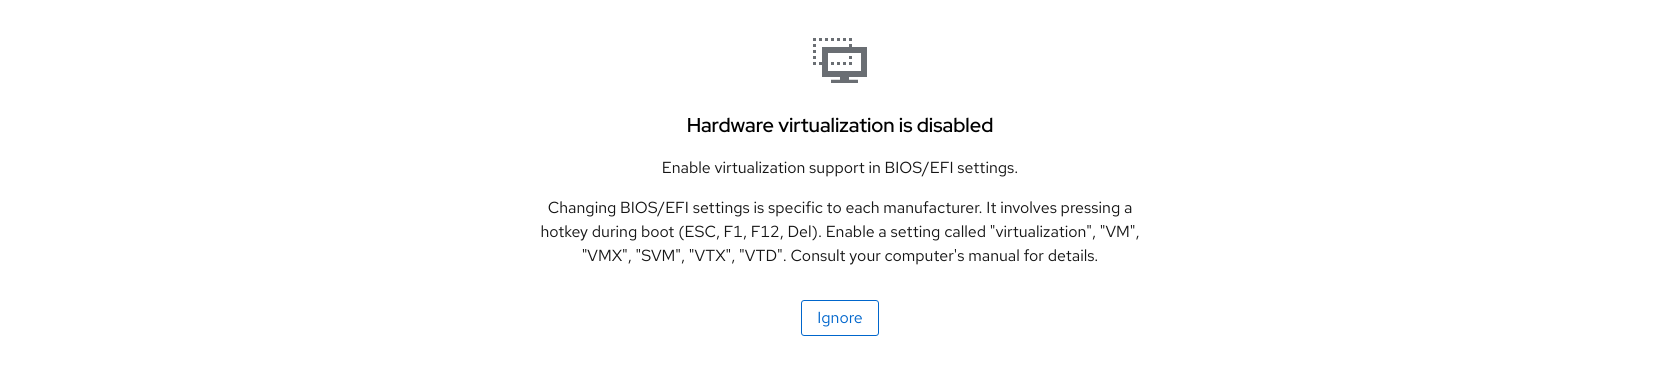 Hardware virtualization is disabled
Enable virtualization support in BIOS/EFI settings.
Changing BIOS/EFI settings is specific to each manufacturer. It involves pressing a
hotkey during boot (ESC, F1, F12, Del). Enable a setting called "virtualization", "VM",
"VMX", "SVM", "VTX", "VTD". Consult your computer's manual for details.
Ignore